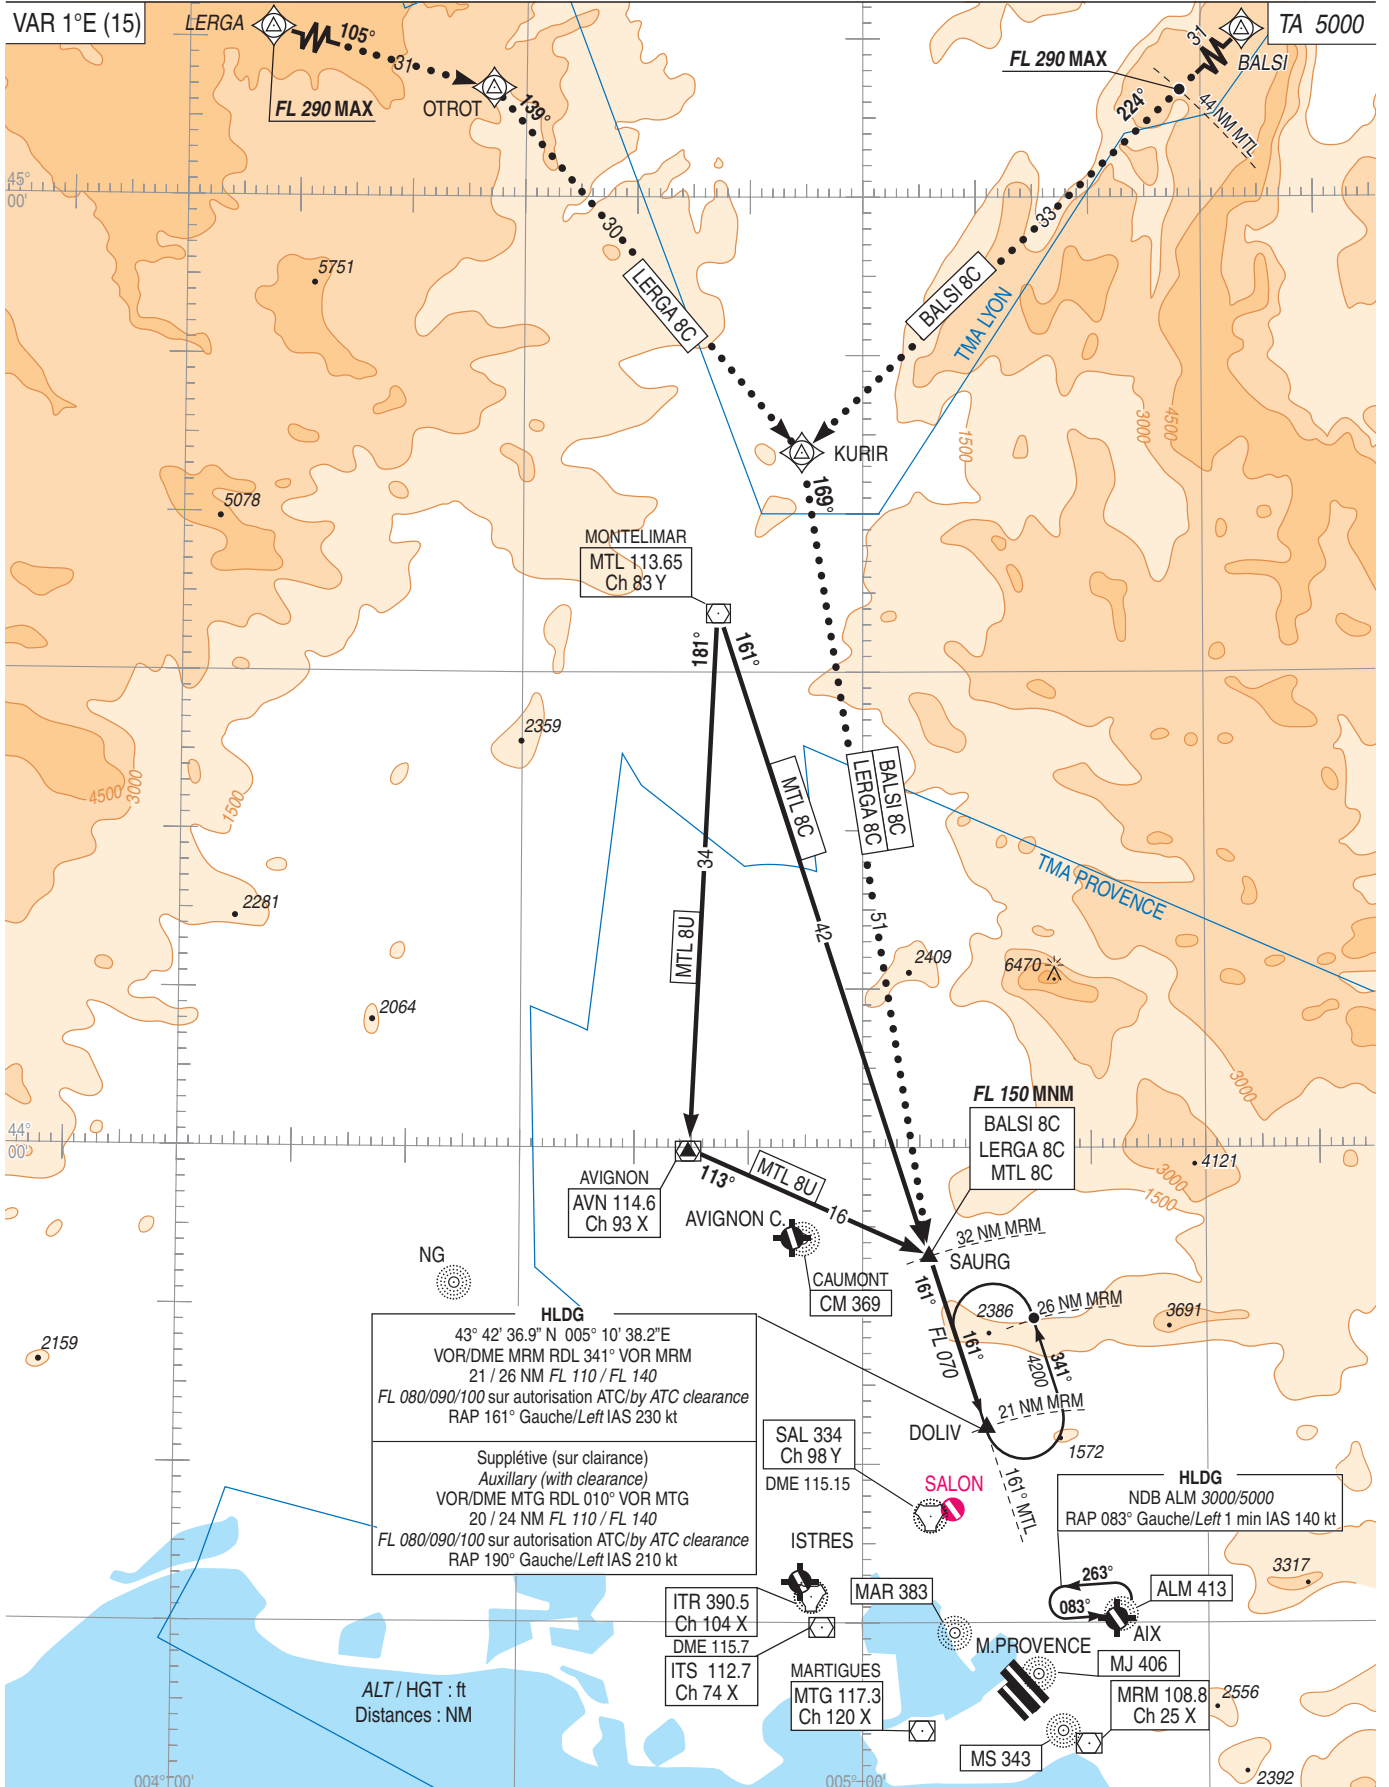 VAR 1°E (15)
LERGA
105°
31
FL 290 MAX
OTROT
139°
30
TA 5000
31
BALSI
FL 290 MAX
224°
44 NM MTL
33
45°
00'
5751
LERGA 8C
BALSI 8C
TMA LYON
3000
4500
1500
KURIR
169°
5078
MONTELIMAR
MTL 113.65
Ch 83 Y
181°
161°
2359
4500
3000
1500
MTL 8C
BALSI 8C
LERGA 8C
34
TMA PROVENCE
2281
42
51
MTL 8U
2409
6470
2064
3000
FL 150 MNM
BALSI 8C
LERGA 8C
MTL 8C
44°
00'
4121
3000
1500
AVIGNON
AVN 114.6
Ch 93 X
113°
MTL 8U
16
AVIGNON C.
32 NM MRM
SAURG
NG
CAUMONT
CM 369
161°
FL 070
2386
26 NM MRM
3691
161°
341°
4200
2159
HLDG
43° 42' 36.9" N 005° 10' 38.2"E
VOR/DME MRM RDL 341° VOR MRM
21 / 26 NM FL 110 / FL 140
FL 080/090/100 sur autorisation ATC/by ATC clearance
RAP 161° Gauche/Left IAS 230 kt
Supplétive (sur clairance)
Auxillary (with clearance)
VOR/DME MTG RDL 010° VOR MTG
20 / 24 NM FL 110 / FL 140
FL 080/090/100 sur autorisation ATC/by ATC clearance
RAP 190° Gauche/Left IAS 210 kt
21 NM MRM
DOLIV
1572
SAL 334
Ch 98 Y
DME 115.15
SALON
161° MTL
HLDG
NDB ALM 3000/5000
RAP 083° Gauche/Left 1 min IAS 140 kt
ISTRES
3317
263°
083°
ALM 413
AIX
ITR 390.5
Ch 104 X
DME 115.7
ITS 112.7
Ch 74 X
MAR 383
M.PROVENCE
MJ 406
MARTIGUES
MTG 117.3
Ch 120 X
MRM 108.8
Ch 25 X
2556
MS 343
2392
ALT / HGT : ft
Distances : NM
004°00'
005°00'